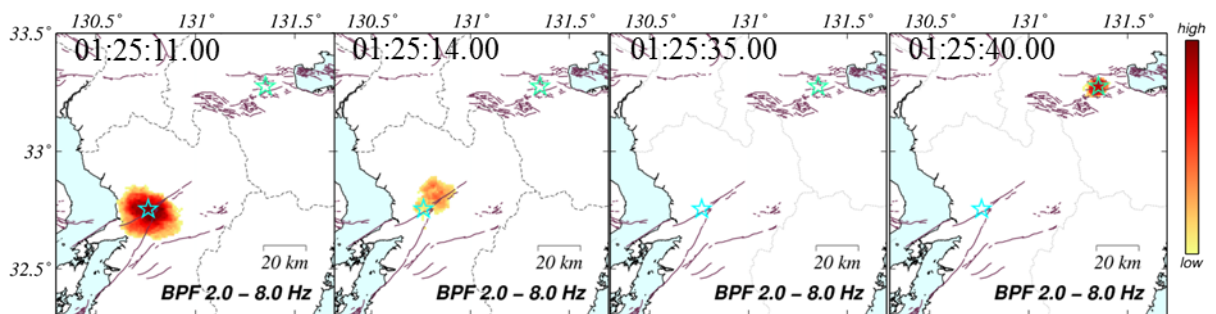 130.5° 131° 131.5° 130.5° 131° 131.5° 130.5° 131° 131.5° 130.5° 131° 131.5°
high
33.5°
01:25:11.00 01:25:14.00 01:25:35.00 01:25:40.00
33°
32.5°
20 km 20 km 20 km 20 km
low
BPF 2.0 – 8.0 Hz BPF 2.0 – 8.0 Hz BPF 2.0 – 8.0 Hz BPF 2.0 – 8.0 Hz